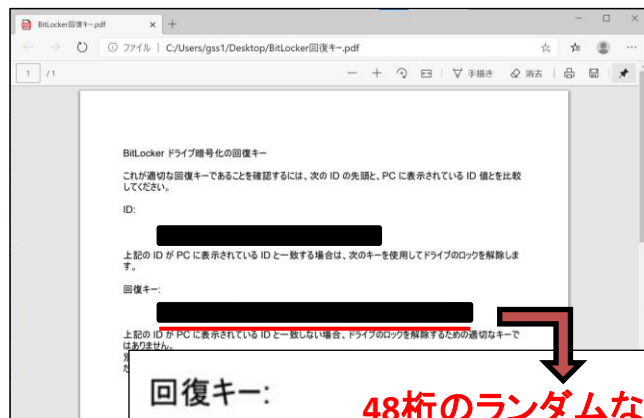 BitLocker回復キー.pdf
ファイル | C:/Users/gss1/Desktop/BitLocker回復キー.pdf
1 /1
手描き 消去
BitLocker ドライブ暗号化の回復キー
これが適切な回復キーであることを確認するには、次の ID の先頭と、PC に表示されている ID 値とを比較
してください。
ID:
上記の ID が PC に表示されている ID と一致する場合は、次のキーを使用してドライブのロックを解除しま
す。
回復キー:
上記の ID が PC に表示されている ID と一致しない場合、ドライブのロックを解除するための適切なキーで
はありません。
回復キー:
48桁のランダムな